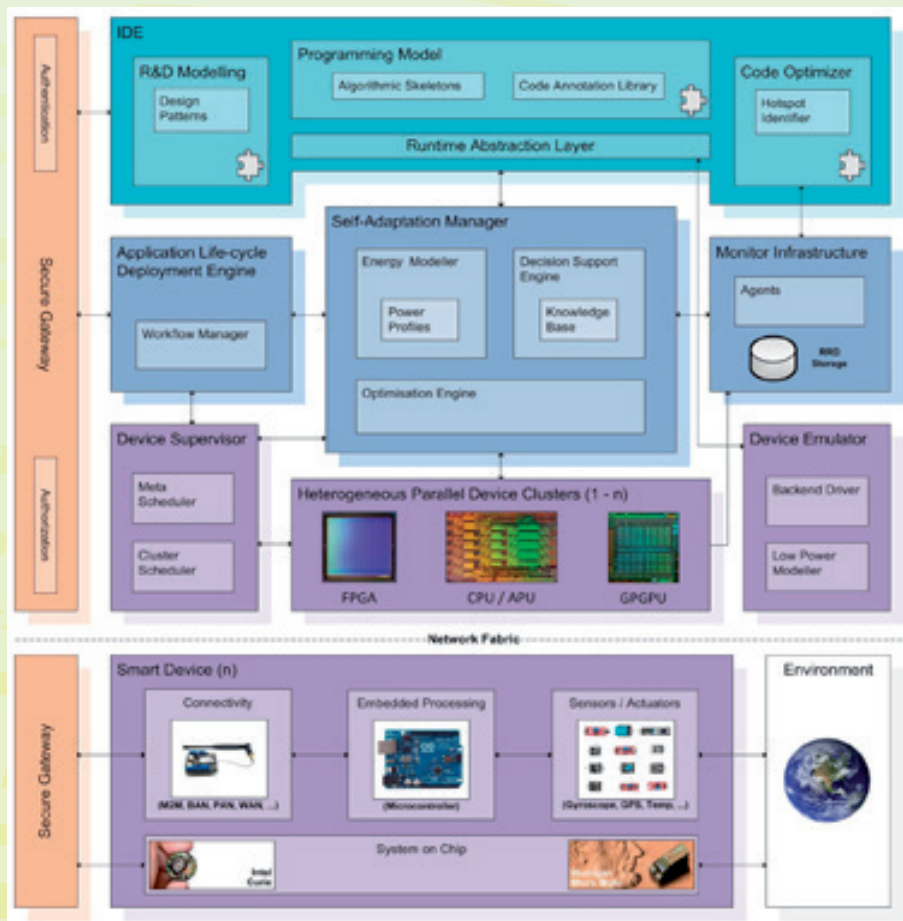 IDE
Authentication
Secure Gateway
Authorization
R&D Modelling
Design
Patterns
Programming Model
Algorithmic Skeletons
Code Annotation Library
Code Optimizer
Hotspot
Identifier
Runtime Abstraction Layer
Application Life-cycle
Deployment Engine
Workflow Manager
Self-Adaptation Manager
Energy Modeller
Power
Profiles
Decision Support
Engine
Knowledge
Base
Optimisation Engine
Monitor Infrastructure
Agents
RRD
Storage
Device Supervisor
Meta
Scheduler
Cluster
Scheduler
Heterogeneous Parallel Device Clusters (1 - n)
FPGA
CPU / APU
GPGPU
Device Emulator
Backend Driver
Low Power
Modeller
Network Fabric
Secure Gateway
Smart Device (n)
Connectivity
(M2M, BAN, PAN, WAN, ...)
Embedded Processing
(Microcontroller)
Sensors / Actuators
(Gyroscope, GPS, Temp, ...)
System on Chip
Intel
Curie
Environment